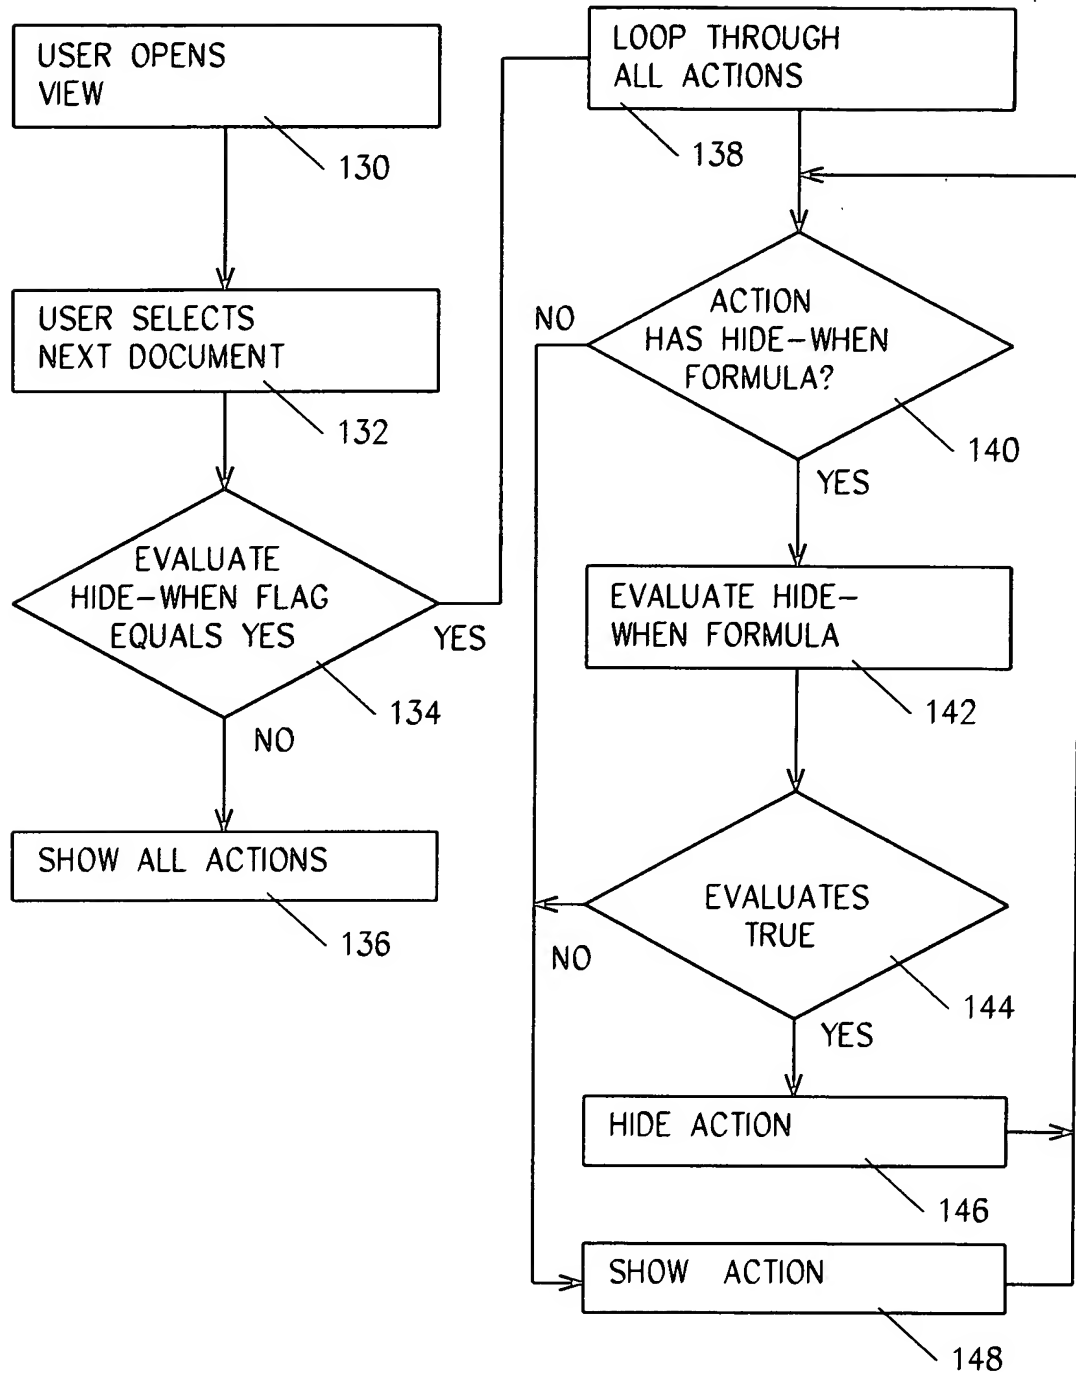 USER OPENS
VIEW
130
USER SELECTS
NEXT DOCUMENT
132
EVALUATE
HIDE-WHEN FLAG
EQUALS YES
YES
134
NO
SHOW ALL ACTIONS
136
LOOP THROUGH
ALL ACTIONS
138
ACTION
HAS HIDE-WHEN
FORMULA?
NO
140
YES
EVALUATE HIDE-
WHEN FORMULA
142
EVALUATES
TRUE
NO
144
YES
HIDE ACTION
146
SHOW ACTION
148